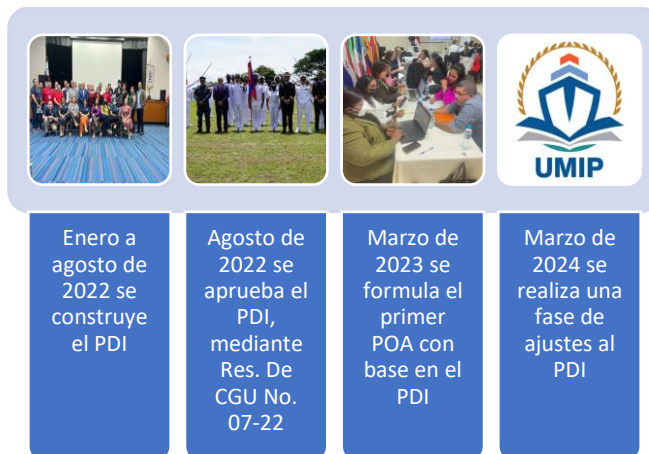 UMIP
Enero a
agosto de
2022 se
construye
el PDI
Agosto de
2022 se
aprueba el
PDI,
mediante
Res. De
CGU No.
07-22
Marzo de
2023 se
formula el
primer
POA con
base en el
PDI
Marzo de
2024 se
realiza una
fase de
ajustes al
PDI